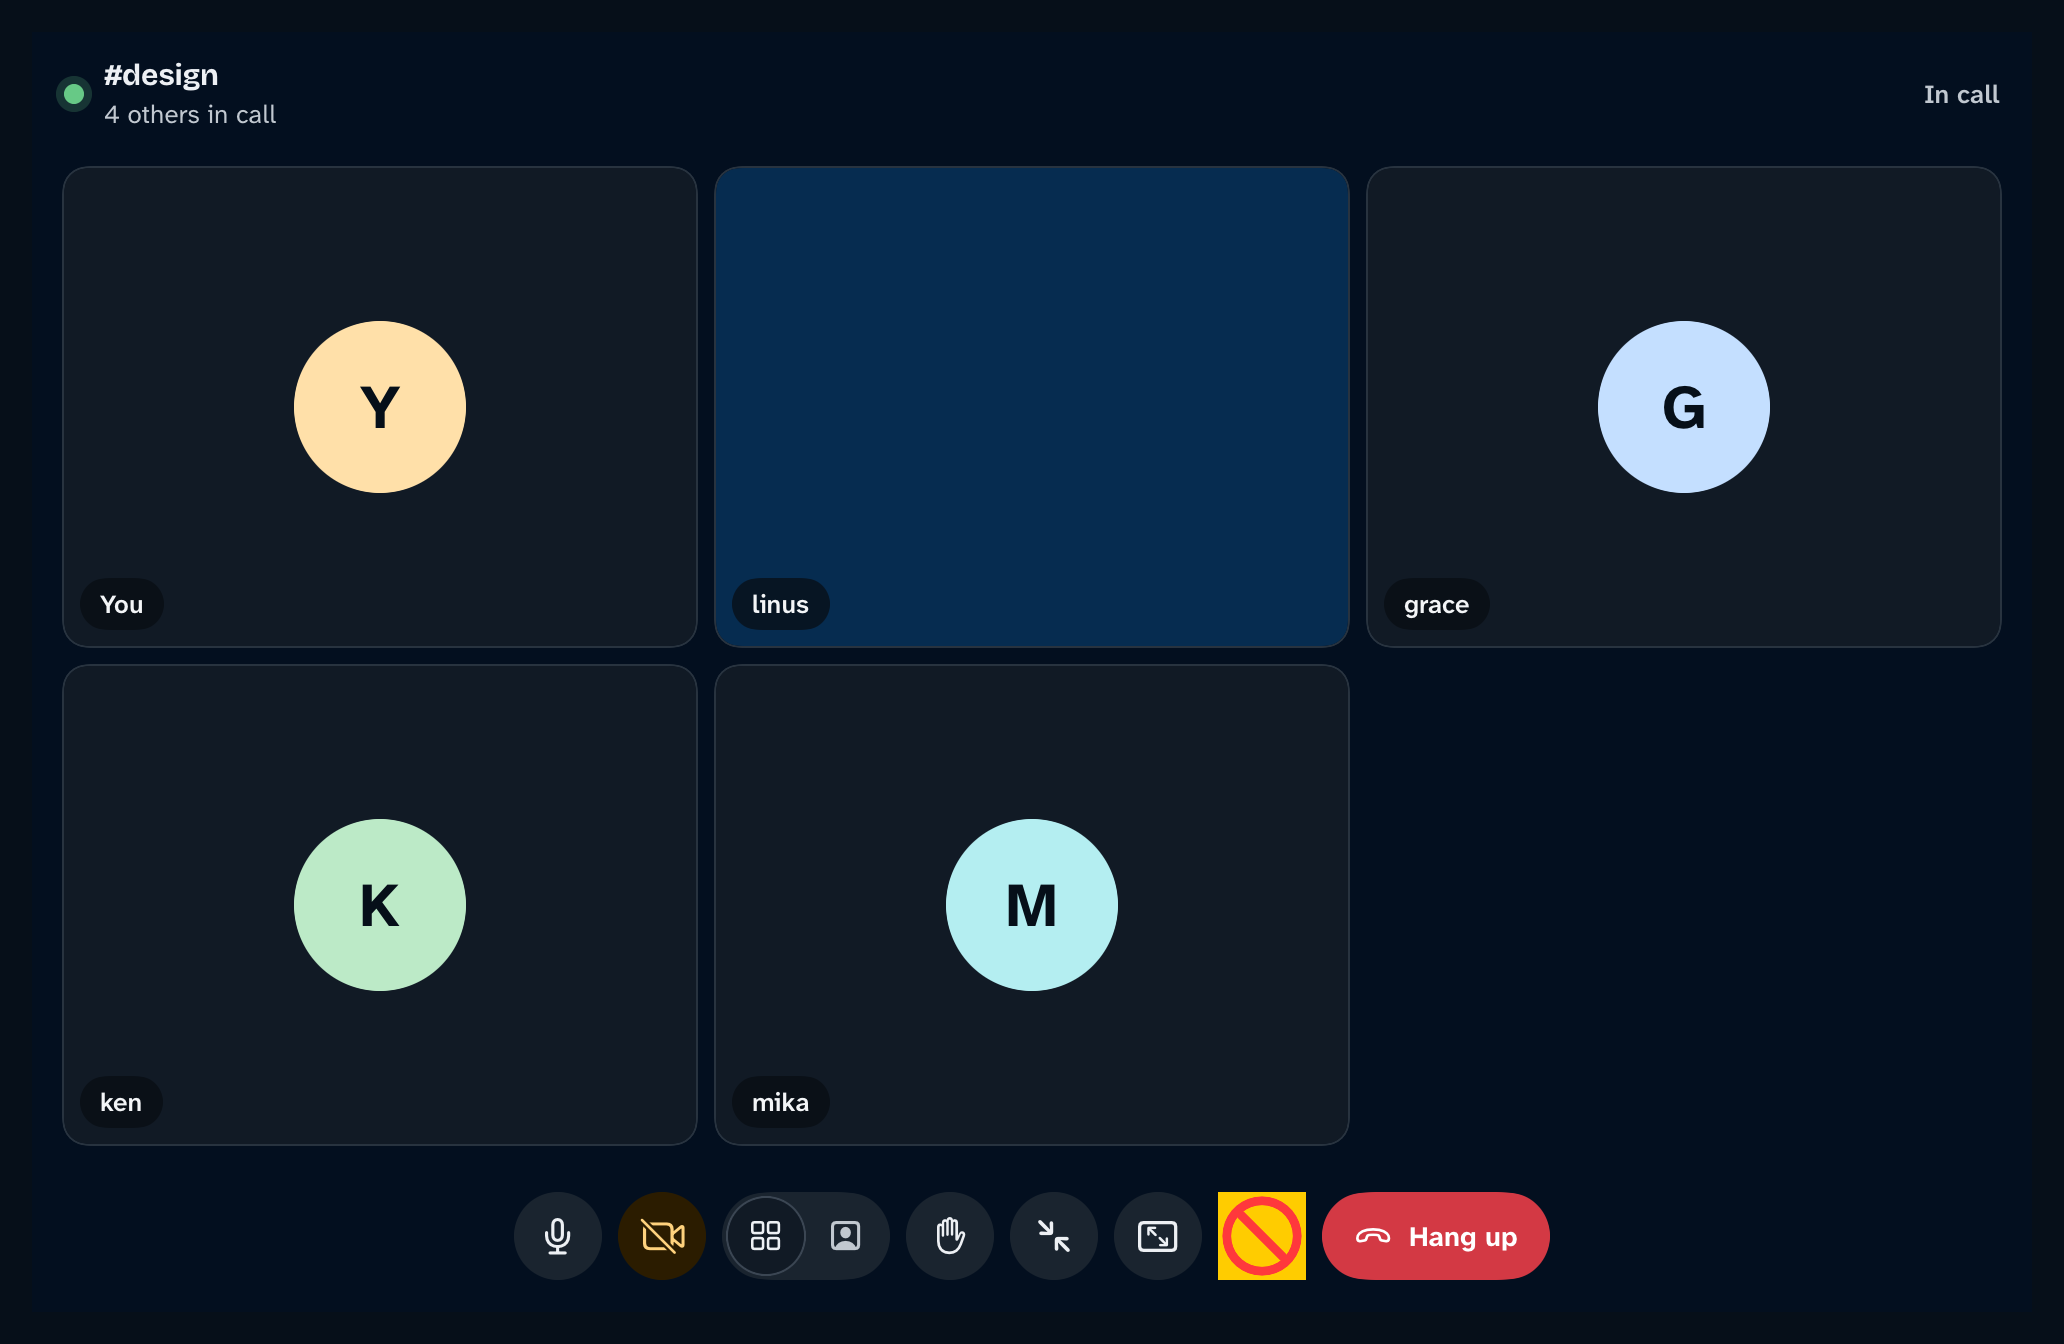 #design
4 others in call
In call
Y
You
linus
G
grace
K
ken
M
mika
Hang up